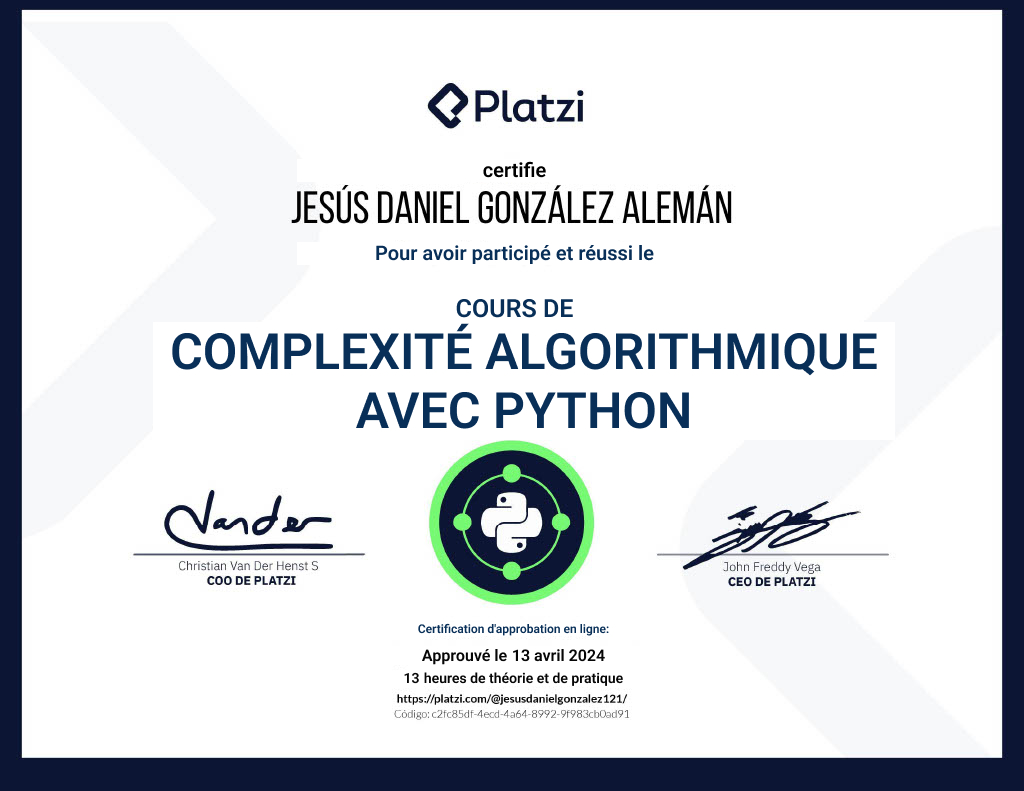 Platzi
certifie
JESÚS DANIEL GONZÁLEZ ALEMÁN
Pour avoir participé et réussi le
COURS DE
COMPLEXITÉ ALGORITHMIQUE
AVEC PYTHON
Vander
Christian Van Der Henst S
COO DE PLATZI
John Freddy Vega
CEO DE PLATZI
Certification d'approbation en ligne:
Approuvé le 13 avril 2024
13 heures de théorie et de pratique
https://platzi.com/@jesusdanielgonzalez121/
Código: c2fc85df-4ecd-4a64-8992-9f983cb0ad91